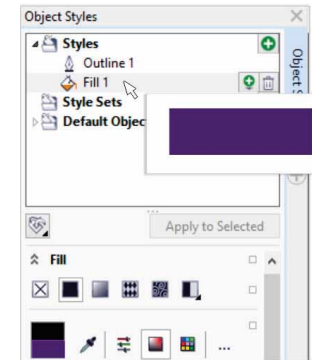 Object Styles
Styles
Outline 1
Fill 1
Style Sets
Default Objec
Object S
Apply to Selected
Fill